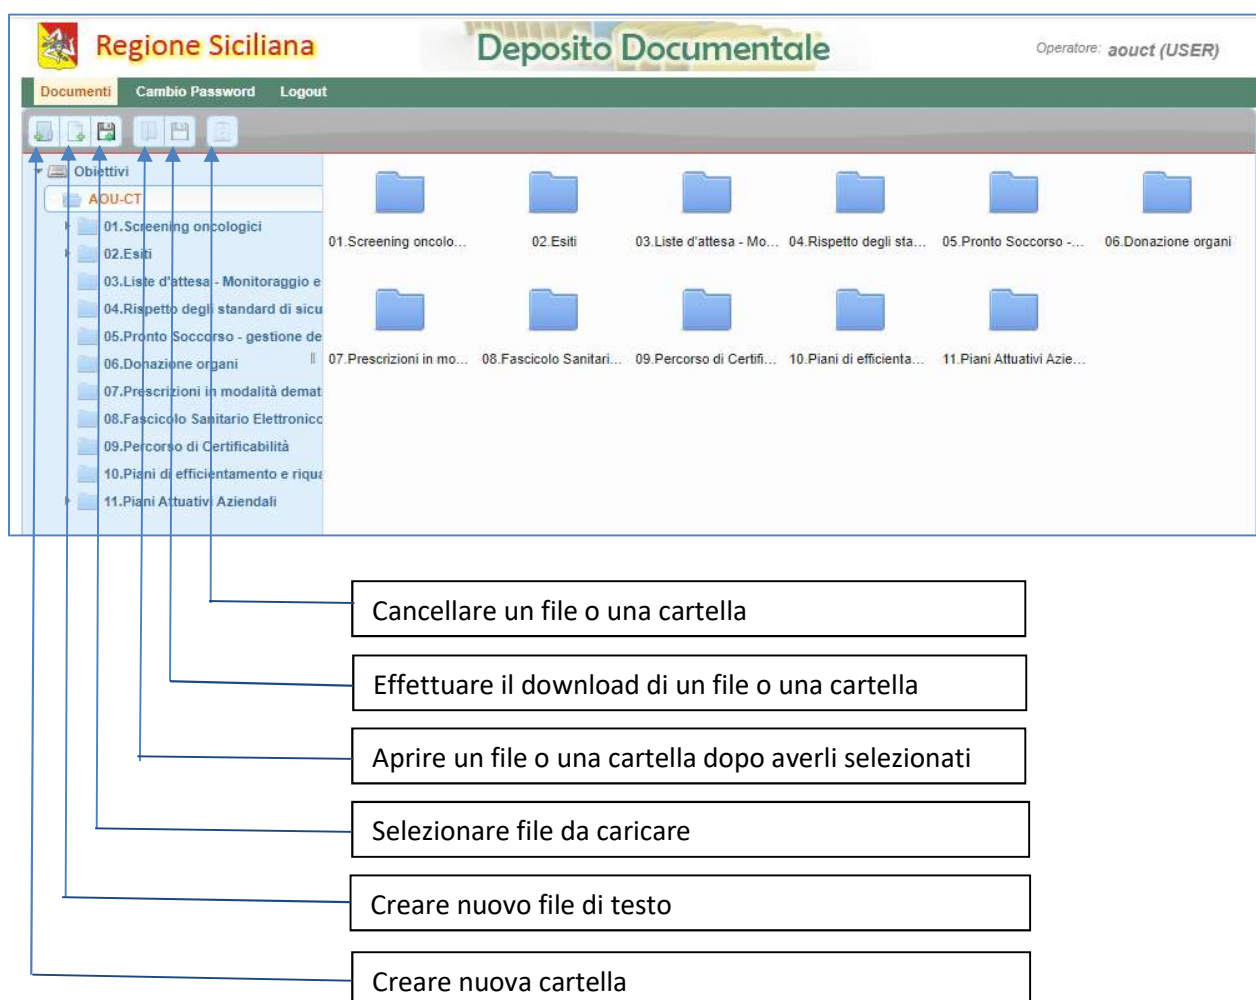 Regione Siciliana
Deposito Documentale
Operatore: aouct (USER)
Documenti Cambio Password Logout
Obiettivi
AOU-CT
01.Screening oncologici
02.Esiti
03.Liste d'attesa - Monitoraggio e
04.Rispetto degli standard di sicu
05.Pronto Soccorso - gestione de
06.Donazione organi
07.Prescrizioni in modalità demat
08.Fascicolo Sanitario Elettronico
09.Percorso di Certificabilità
10.Piani di efficientamento e riqua
11.Piani Attuativi Aziendali
01.Screening oncolo... 02.Esiti 03.Liste d'attesa - Mo... 04.Rispetto degli sta... 05.Pronto Soccorso -... 06.Donazione organi
07.Prescrizioni in mo... 08.Fascicolo Sanitari... 09.Percorso di Certifi... 10.Piani di efficienta... 11.Piani Attuativi Azie...
Cancellare un file o una cartella
Effettuare il download di un file o una cartella
Aprire un file o una cartella dopo averli selezionati
Selezionare file da caricare
Creare nuovo file di testo
Creare nuova cartella